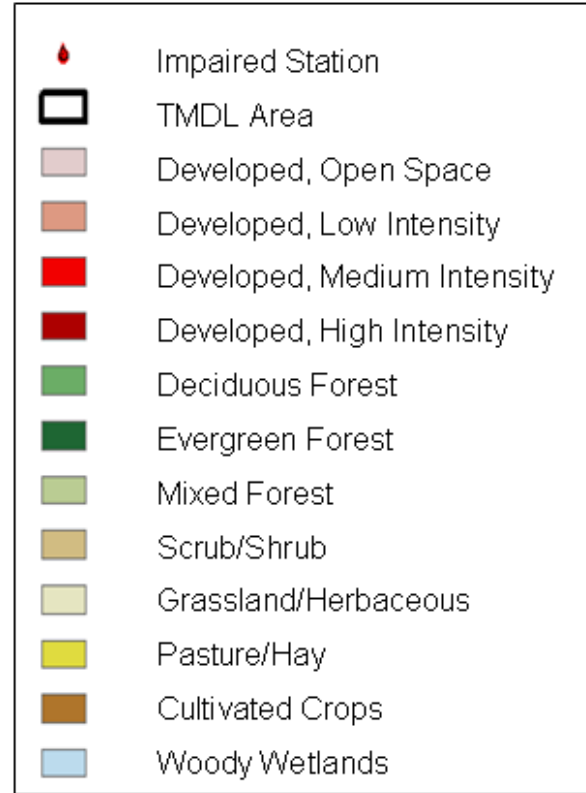 Impaired Station
TMDL Area
Developed, Open Space
Developed, Low Intensity
Developed, Medium Intensity
Developed, High Intensity
Deciduous Forest
Evergreen Forest
Mixed Forest
Scrub/Shrub
Grassland/Herbaceous
Pasture/Hay
Cultivated Crops
Woody Wetlands